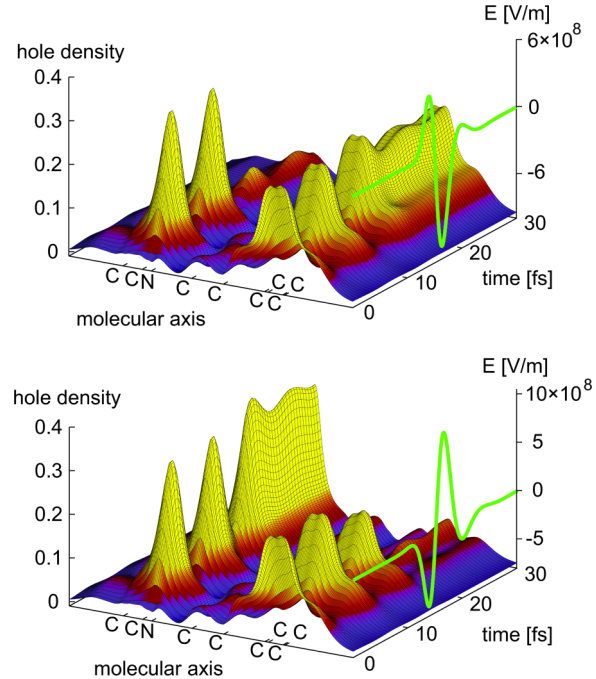 E [V/m]
6×10⁸
hole density
0.4
0.3
0
0.2
-6
0.1
30
0
20
C C N C C C C C C
time [fs]
10
molecular axis
0
E [V/m]
10×10⁸
hole density
0.4
5
0.3
0
0.2
-5
0.1
30
0
20
C C N C C C C C C
time [fs]
10
molecular axis
0